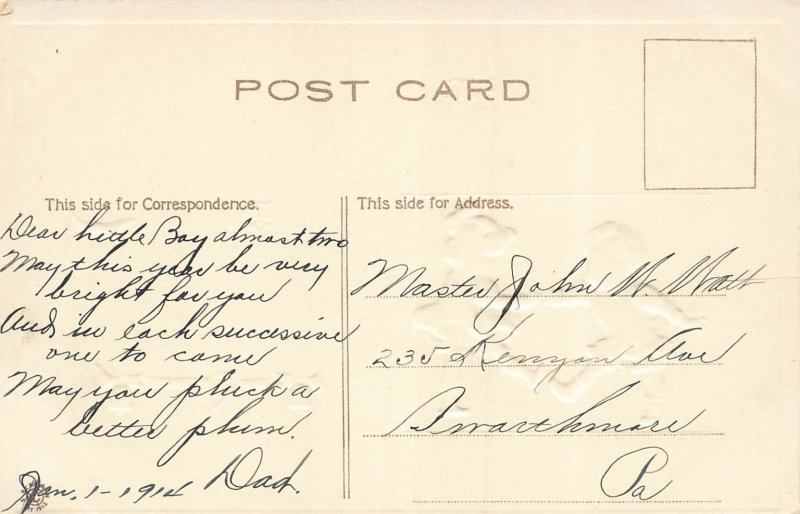 POST CARD
This side for Correspondence.
Dear Little Boy almost two
May this year be very
bright for you
And in each successive
one to come
May you pluck a
better plum.
Dad.
Jan. 1-1914
This side for Address.
Master John W. Watt
235 Kenyon Ave
Swarthmore
Pa